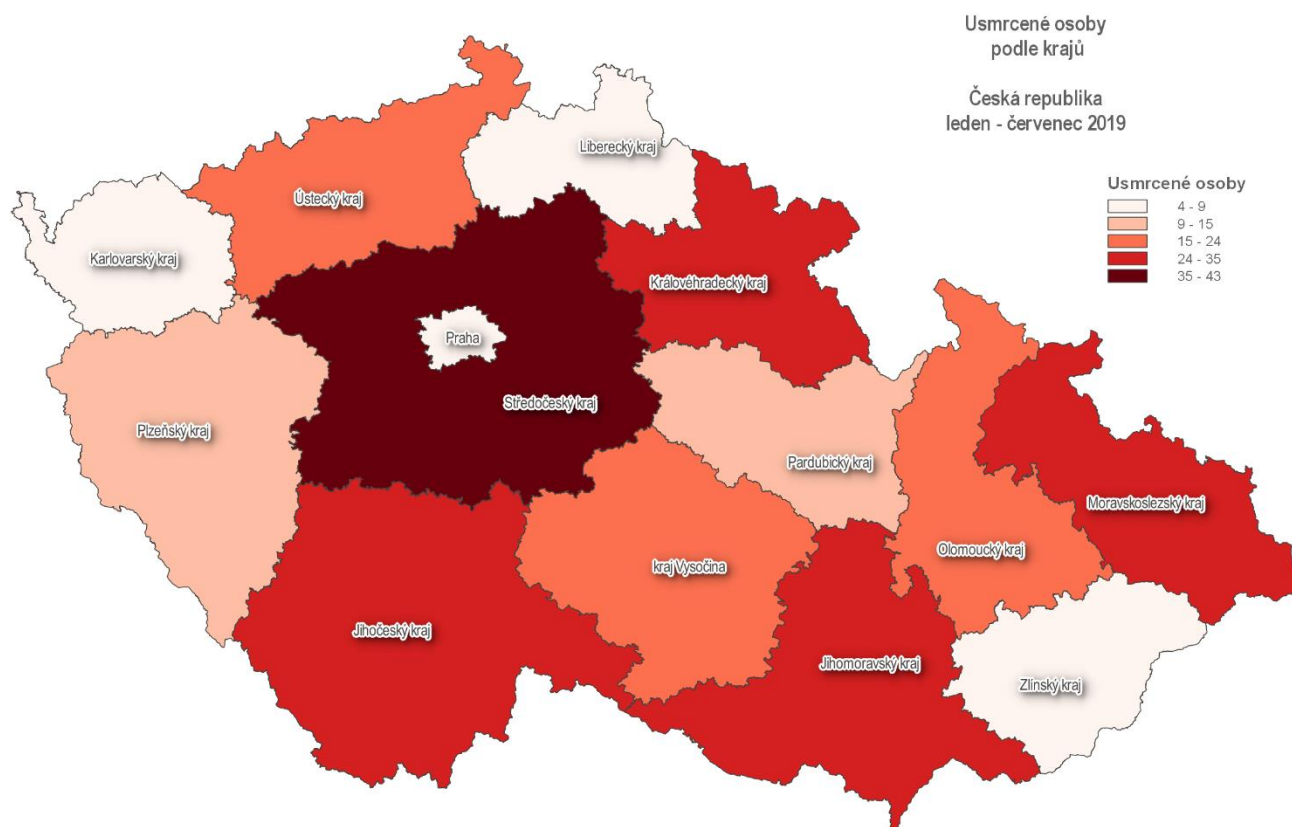 Usmrcené osoby
podle krajů
Česká republika
leden - červenec 2019
Usmrcené osoby
4 - 9
9 - 15
15 - 24
24 - 35
35 - 43
Liberecký kraj
Ústecký kraj
Karlovarský kraj
Královéhradecký kraj
Praha
Středočeský kraj
Plzeňský kraj
Pardubický kraj
Moravskoslezský kraj
Olomoucký kraj
kraj Vysočina
Jihočeský kraj
Jihomoravský kraj
Zlínský kraj